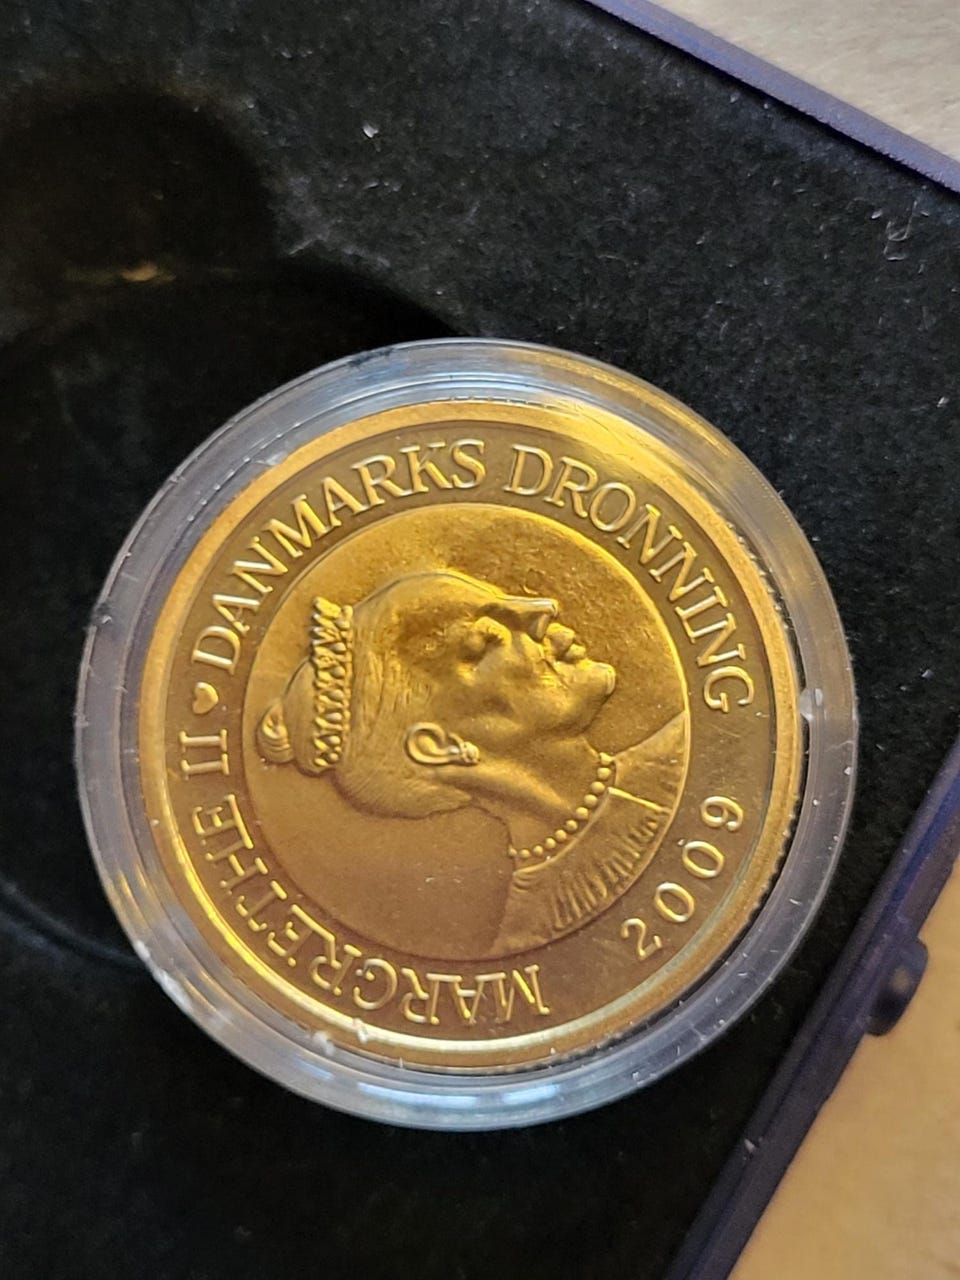 MARGRETHE II ♥ DANMARKS DRONNING
2009